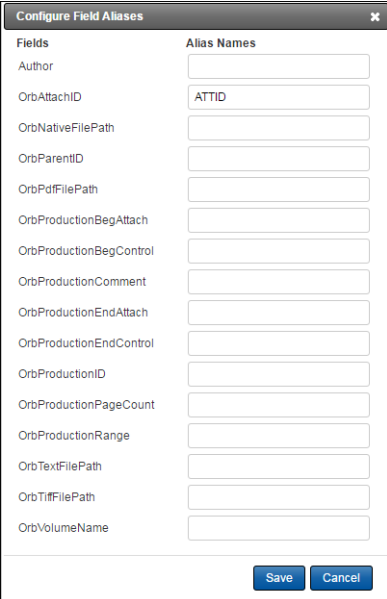 Configure Field Aliases ×
Fields Alias Names
Author
OrbAttachID ATTID
OrbNativeFilePath
OrbParentID
OrbPdfFilePath
OrbProductionBegAttach
OrbProductionBegControl
OrbProductionComment
OrbProductionEndAttach
OrbProductionEndControl
OrbProductionID
OrbProductionPageCount
OrbProductionRange
OrbTextFilePath
OrbTiffFilePath
OrbVolumeName
Save Cancel